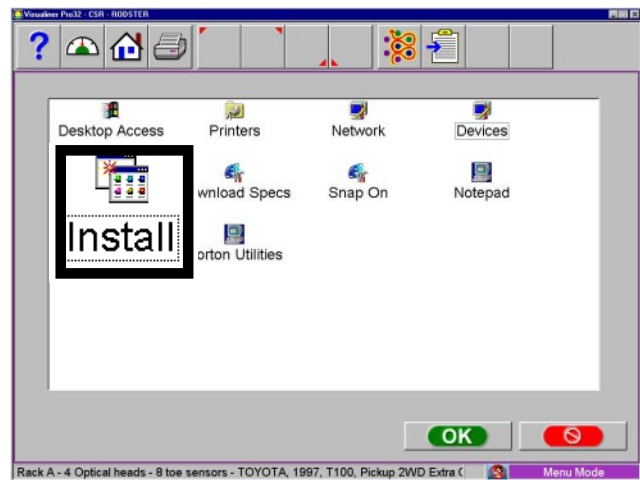 Visualiner Pro32 - CSR - RODSTER
?
Desktop Access Printers Network Devices
Install wnload Specs Snap On Notepad
orton Utilities
OK
Rack A - 4 Optical heads - 8 toe sensors - TOYOTA, 1997, T100, Pickup 2WD Extra ( Menu Mode